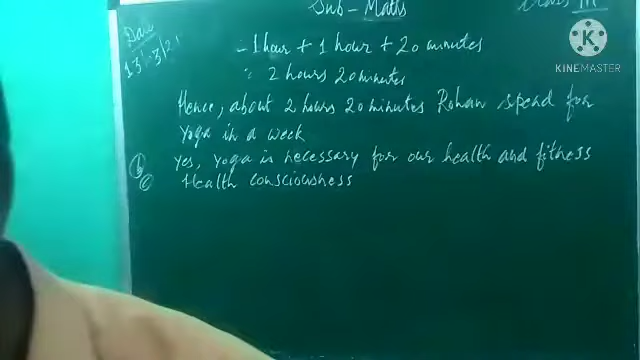 Sub - Maths
Class III
Date
13/3/21
= 1 hour + 1 hour + 20 minutes
= 2 hours 20 minutes
Hence, about 2 hours 20 minutes Rohan spend for
Yoga in a week
(b) Yes, Yoga is necessary for our health and fitness
(c) Health consciousness
KINEMASTER